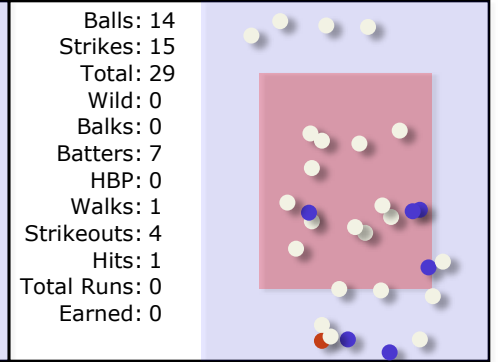 Balls: 14
Strikes: 15
Total: 29
Wild: 0
Balks: 0
Batters: 7
HBP: 0
Walks: 1
Strikeouts: 4
Hits: 1
Total Runs: 0
Earned: 0